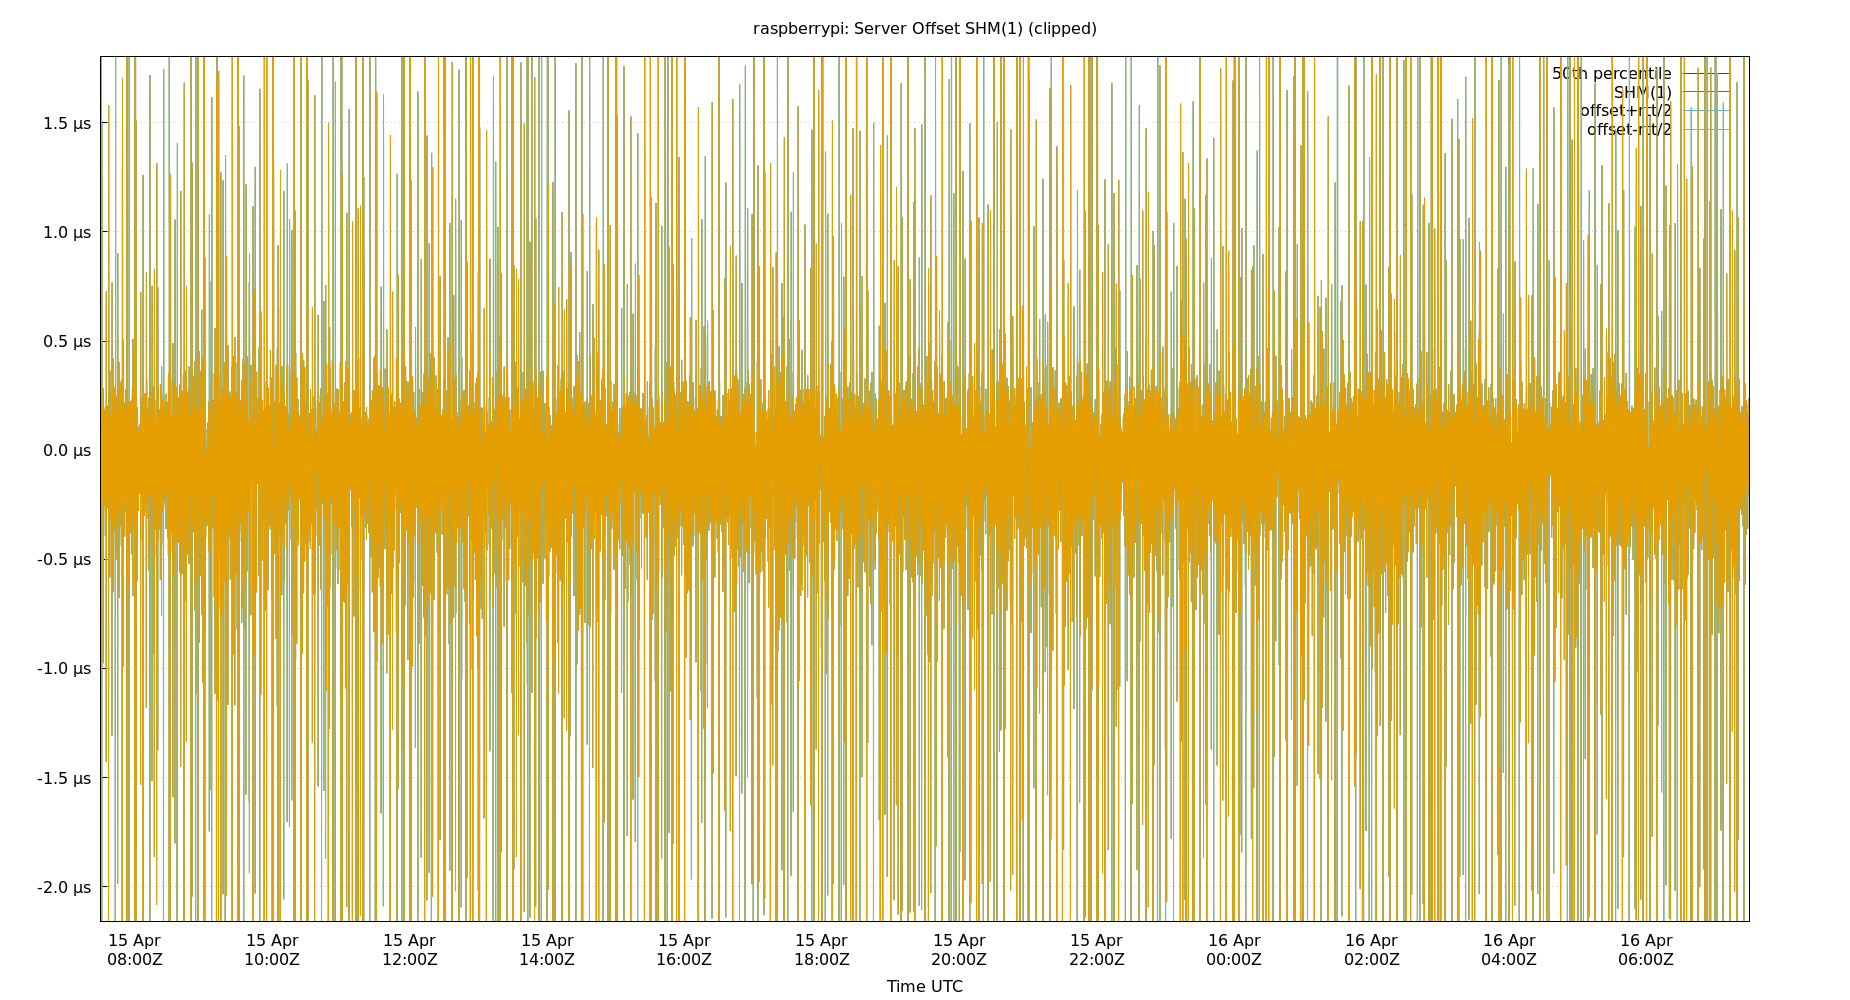 raspberrypi: Server Offset SHM(1) (clipped)
50th percentile
SHM(1)
offset+rtt/2
offset-rtt/2
1.5 µs
1.0 µs
0.5 µs
0.0 µs
-0.5 µs
-1.0 µs
-1.5 µs
-2.0 µs
15 Apr 15 Apr 15 Apr 15 Apr 15 Apr 15 Apr 15 Apr 15 Apr 16 Apr 16 Apr 16 Apr 16 Apr
08:00Z 10:00Z 12:00Z 14:00Z 16:00Z 18:00Z 20:00Z 22:00Z 00:00Z 02:00Z 04:00Z 06:00Z
Time UTC